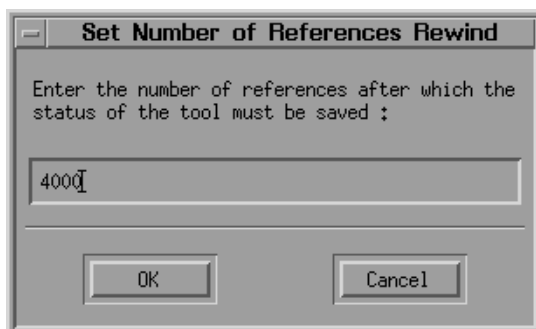 Set Number of References Rewind
Enter the number of references after which the
status of the tool must be saved :
4000
OK
Cancel